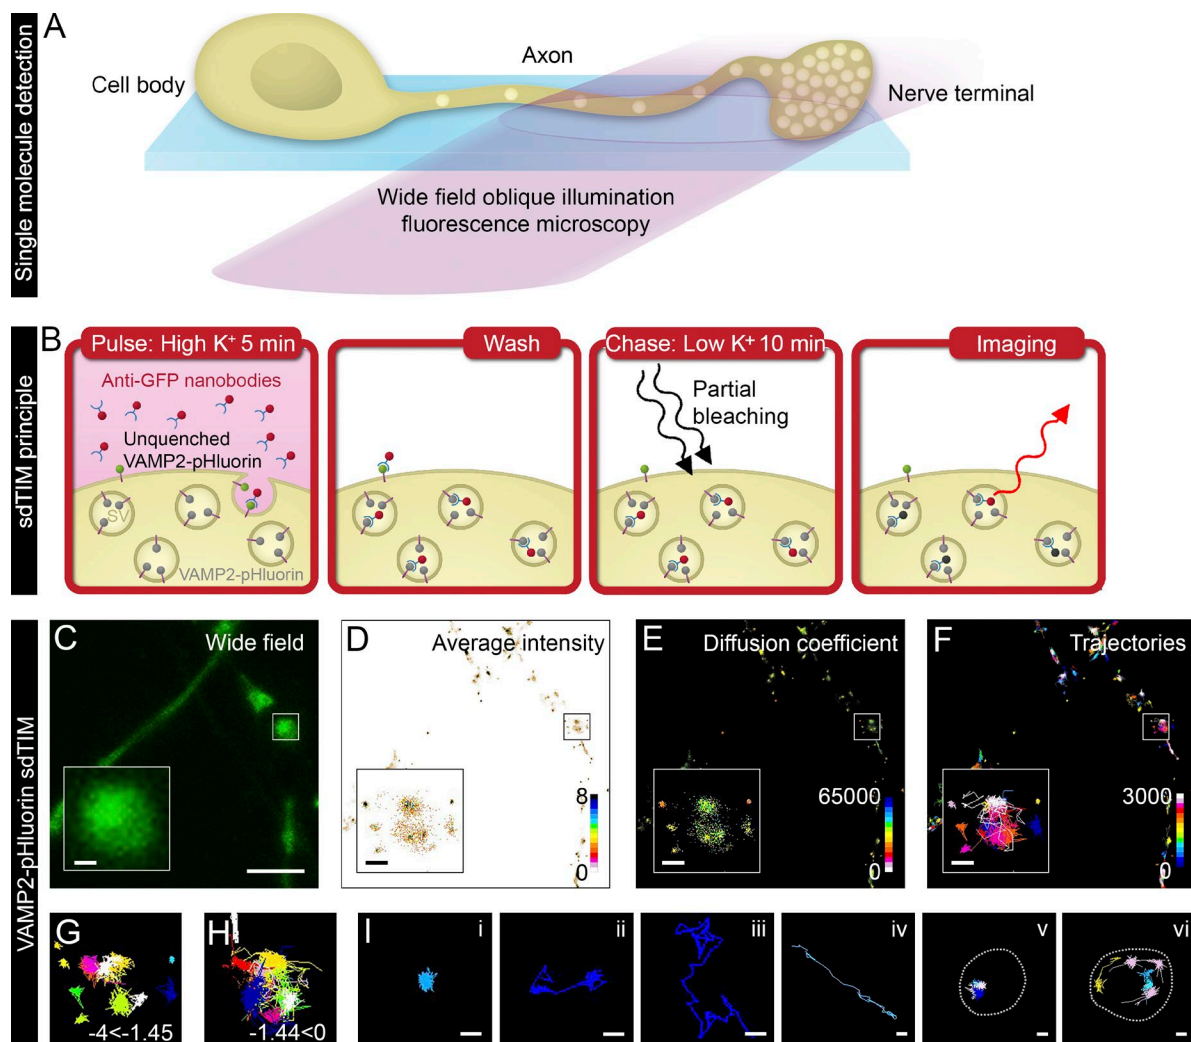 Single molecule detection
A
Cell body
Axon
Nerve terminal
Wide field oblique illumination
fluorescence microscopy
sdTIM principle
B
Pulse: High K⁺ 5 min
Anti-GFP nanobodies
Unquenched
VAMP2-pHluorin
SV
VAMP2-pHluorin
Wash
Chase: Low K⁺ 10 min
Partial
bleaching
Imaging
VAMP2-pHluorin sdTIM
C
Wide field
D
Average intensity
8
0
E
Diffusion coefficient
65000
0
F
Trajectories
3000
0
G
-4<-1.45
H
-1.44<0
I
i
ii
iii
iv
v
vi